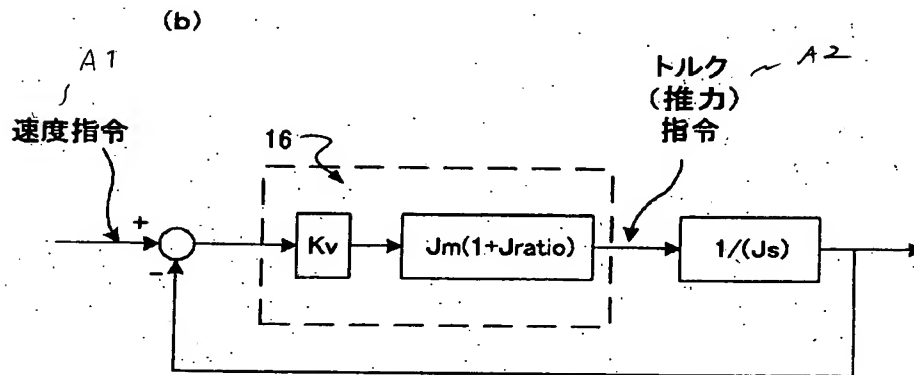 (b)
A1
速度指令
トルク
(推力)
指令
A2
16
+
-
Kv
Jm(1+Jratio)
1/(Js)